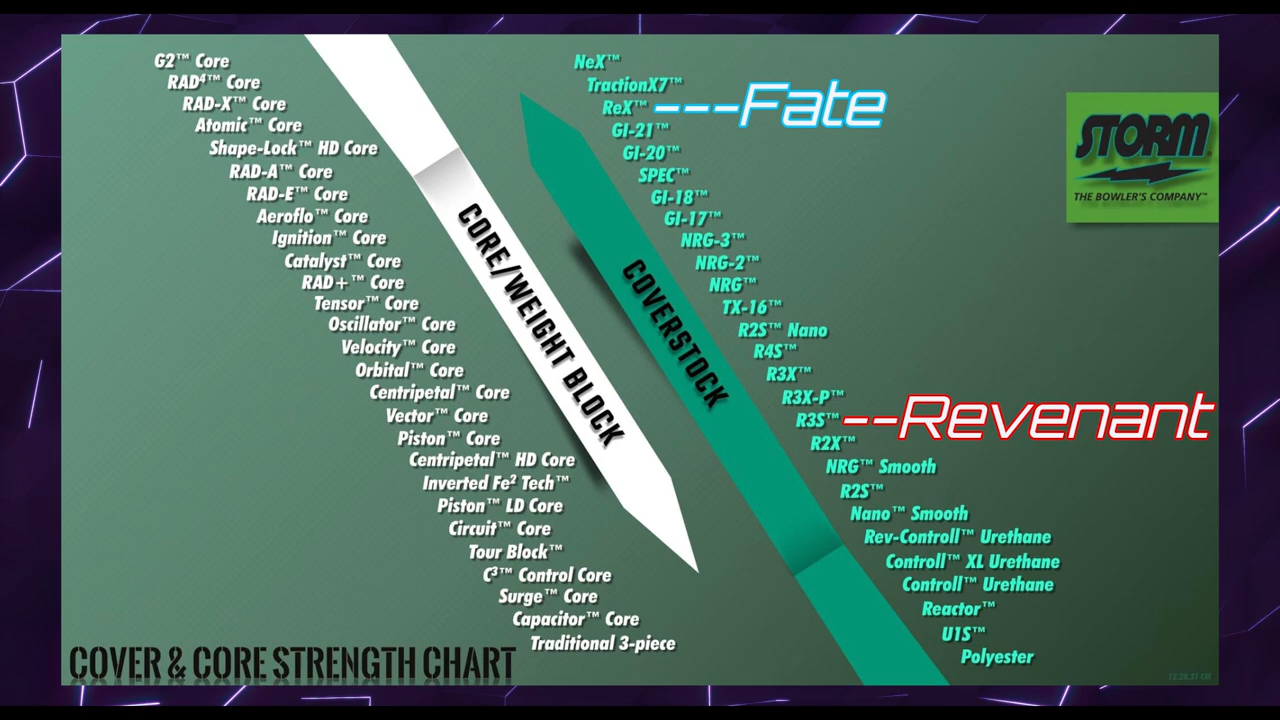 G2™ Core
RAD⁴™ Core
RAD-X™ Core
Atomic™ Core
Shape-Lock™ HD Core
RAD-A™ Core
RAD-E™ Core
Aeroflo™ Core
Ignition™ Core
Catalyst™ Core
RAD+™ Core
Tensor™ Core
Oscillator™ Core
Velocity™ Core
Orbital™ Core
Centripetal™ Core
Vector™ Core
Piston™ Core
Centripetal™ HD Core
Inverted Fe² Tech™
Piston™ LD Core
Circuit™ Core
Tour Block™
C³™ Control Core
Surge™ Core
Capacitor™ Core
Traditional 3-piece
CORE/WEIGHT BLOCK
COVERSTOCK
NeX™
TractionX7™
ReX™ ---Fate
GI-21™
GI-20™
SPEC™
GI-18™
GI-17™
NRG-3™
NRG-2™
NRG™
TX-16™
R2S™ Nano
R4S™
R3X™
R3X-P™
R3S™ --Revenant
R2X™
NRG™ Smooth
R2S™
Nano™ Smooth
Rev-Controll™ Urethane
Controll™ XL Urethane
Controll™ Urethane
Reactor™
U1S™
Polyester
STORM
THE BOWLER'S COMPANY™
COVER & CORE STRENGTH CHART